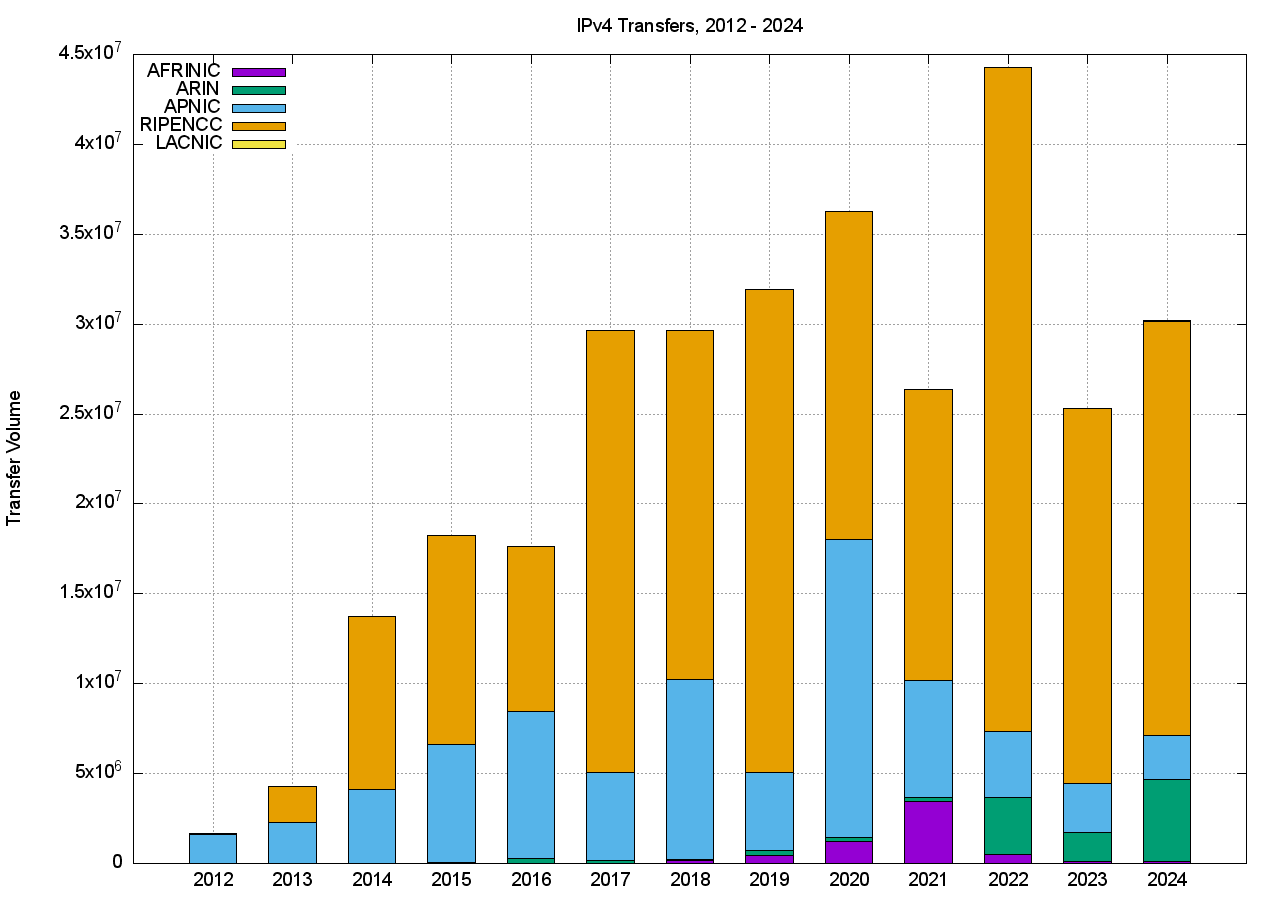 IPv4 Transfers, 2012 - 2024
4.5x10⁷
AFRINIC
ARIN
APNIC
RIPENCC
LACNIC
4x10⁷
3.5x10⁷
3x10⁷
2.5x10⁷
2x10⁷
1.5x10⁷
1x10⁷
5x10⁶
0
Transfer Volume
2012 2013 2014 2015 2016 2017 2018 2019 2020 2021 2022 2023 2024